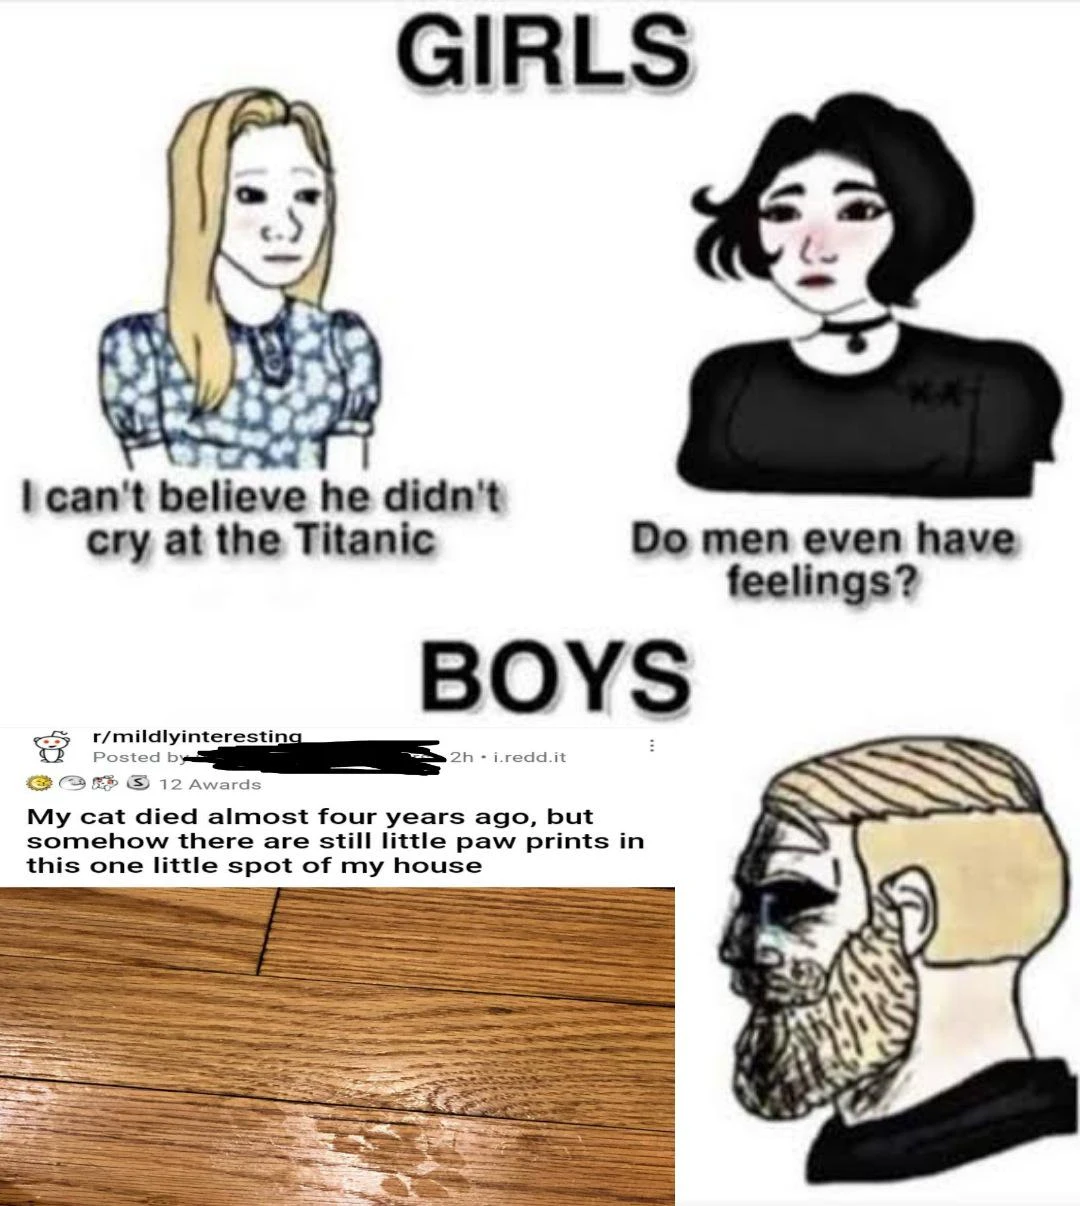 GIRLS
I can't believe he didn't
cry at the Titanic
Do men even have
feelings?
BOYS
r/mildlyinteresting
Posted by
2h • i.redd.it
12 Awards
My cat died almost four years ago, but
somehow there are still little paw prints in
this one little spot of my house